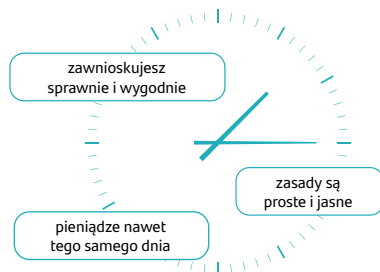 zawnioskujesz
sprawnie i wygodnie
zasady są
proste i jasne
pieniądze nawet
tego samego dnia